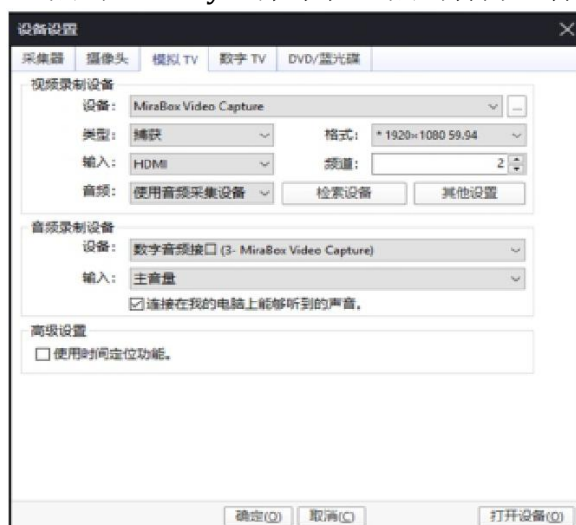 设备设置
采集器 摄像头 模拟 TV 数字 TV DVD/蓝光碟
视频录制设备
设备: MiraBox Video Capture ...
类型: 捕获 格式: * 1920×1080 59.94
输入: HDMI 频道: 2
音频: 使用音频采集设备 检索设备 其他设置
音频录制设备
设备: 数字音频接口 (3- MiraBox Video Capture)
输入: 主音量
连接在我的电脑上能够听到的声音。
高级设置
使用时间定位功能。
确定(O) 取消(C) 打开设备(O)